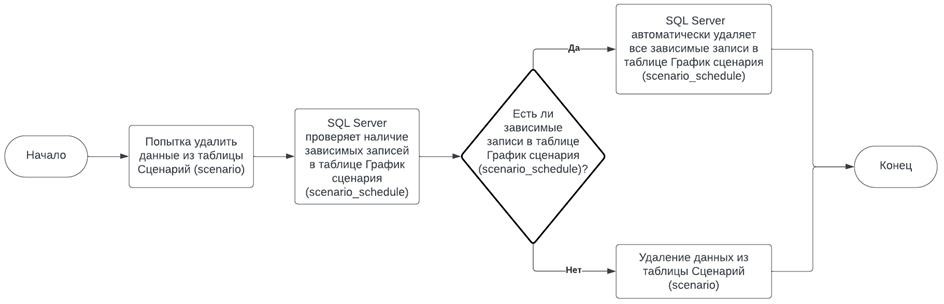 Начало
Попытка удалить
данные из таблицы
Сценарий (scenario)
SQL Server
проверяет наличие
зависимых записей
в таблице График
сценария
(scenario_schedule)
Есть ли
зависимые
записи в таблице
График сценария
(scenario_schedule)?
Да
SQL Server
автоматически удаляет
все зависимые записи в
таблице График сценария
(scenario_schedule)
Нет
Удаление данных из
таблицы Сценарий
(scenario)
Конец